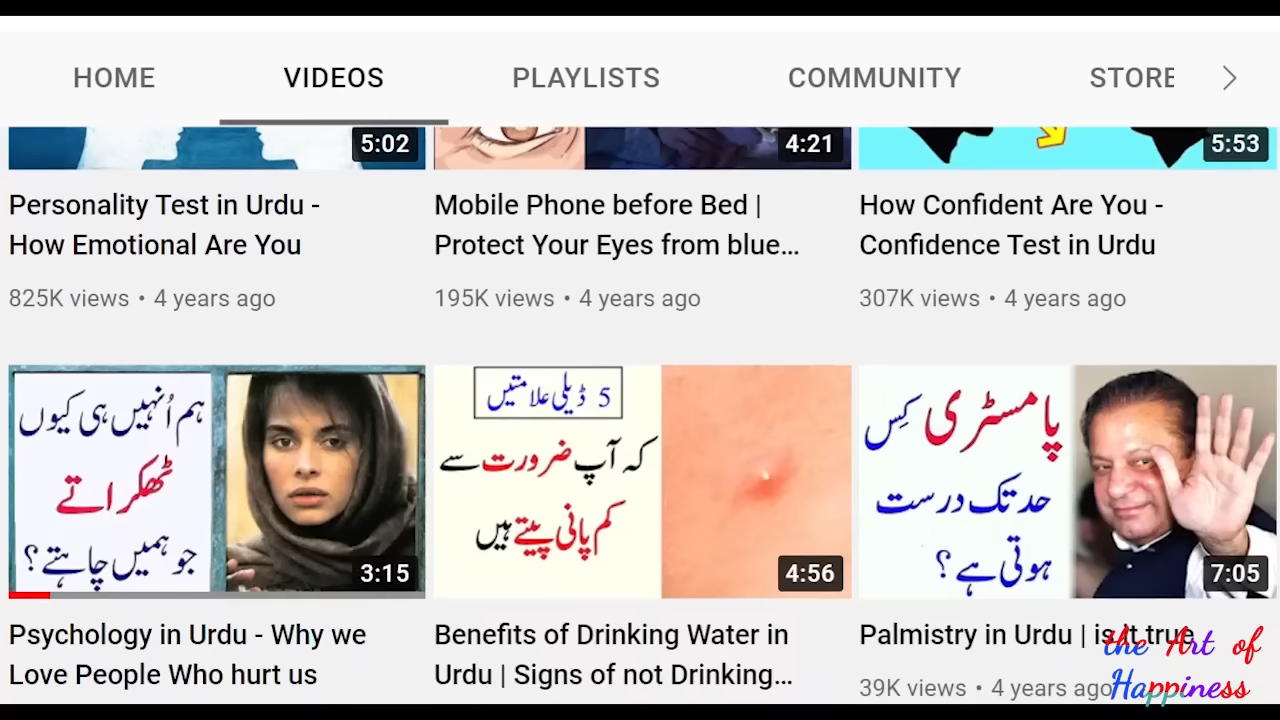 HOME VIDEOS PLAYLISTS COMMUNITY STORE
5:02 4:21 5:53
Personality Test in Urdu -
How Emotional Are You
825K views • 4 years ago
Mobile Phone before Bed |
Protect Your Eyes from blue...
195K views • 4 years ago
How Confident Are You -
Confidence Test in Urdu
307K views • 4 years ago
ہم اُنہیں ہی کیوں
ٹھکراتے
جو ہمیں چاہتے؟
3:15
Psychology in Urdu - Why we
Love People Who hurt us
5 ڈیلی علامتیں
کہ آپ ضرورت سے
کم پانی پیتے ہیں
4:56
Benefits of Drinking Water in
Urdu | Signs of not Drinking...
پامسٹری کِس
حد تک درست
ہوتی ہے؟
7:05
Palmistry in Urdu | is it true
39K views • 4 years ago
the Art of
Happiness